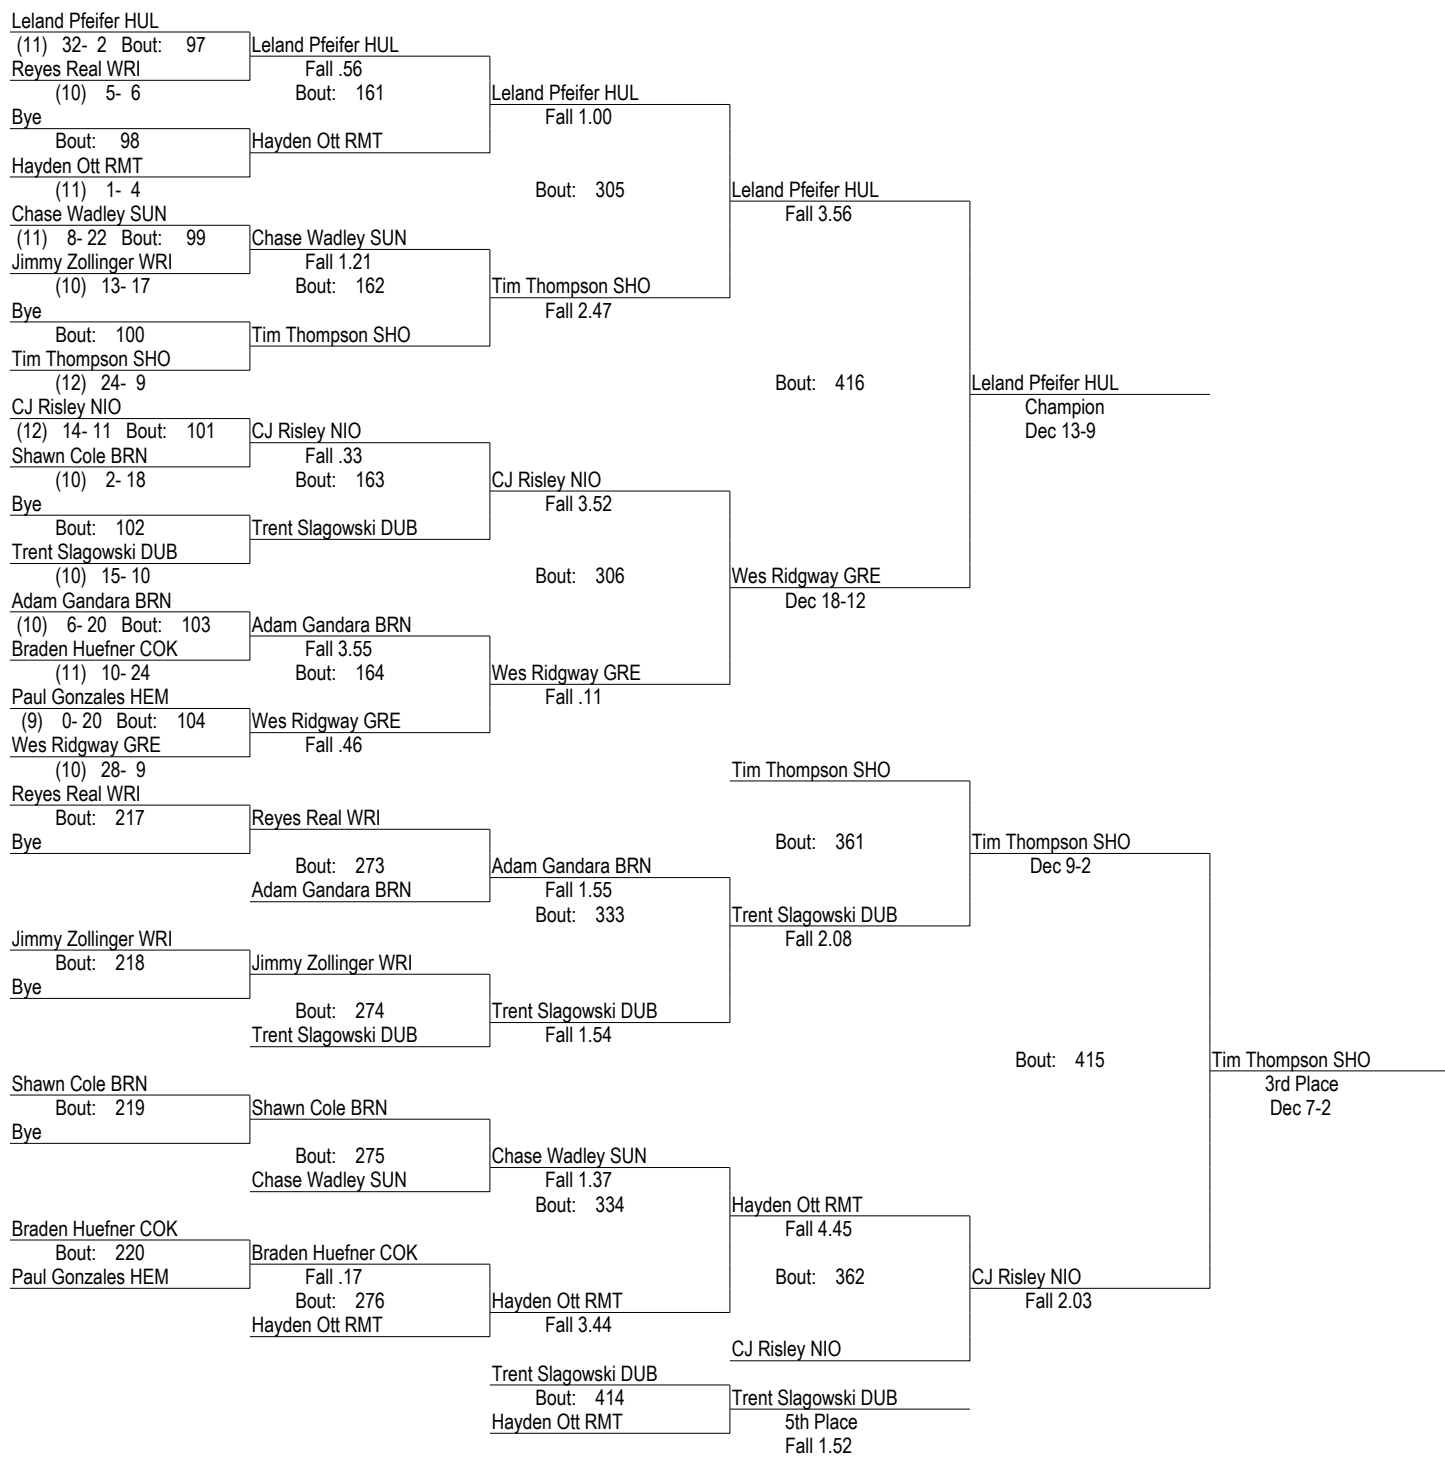 Leland Pfeifer HUL
(11) 32- 2 Bout: 97 Leland Pfeifer HUL
Reyes Real WRI Fall .56
(10) 5- 6 Bout: 161 Leland Pfeifer HUL
Bye Fall 1.00
Bout: 98 Hayden Ott RMT
Hayden Ott RMT
(11) 1- 4 Bout: 305 Leland Pfeifer HUL
Chase Wadley SUN Fall 3.56
(11) 8- 22 Bout: 99 Chase Wadley SUN
Jimmy Zollinger WRI Fall 1.21
(10) 13- 17 Bout: 162 Tim Thompson SHO
Bye Fall 2.47
Bout: 100 Tim Thompson SHO
Tim Thompson SHO
(12) 24- 9 Bout: 416 Leland Pfeifer HUL
CJ Risley NIO Champion
(12) 14- 11 Bout: 101 CJ Risley NIO Dec 13-9
Shawn Cole BRN Fall .33
(10) 2- 18 Bout: 163 CJ Risley NIO
Bye Fall 3.52
Bout: 102 Trent Slagowski DUB
Trent Slagowski DUB
(10) 15- 10 Bout: 306 Wes Ridgway GRE
Adam Gandara BRN Dec 18-12
(10) 6- 20 Bout: 103 Adam Gandara BRN
Braden Huefner COK Fall 3.55
(11) 10- 24 Bout: 164 Wes Ridgway GRE
Paul Gonzales HEM Fall .11
(9) 0- 20 Bout: 104 Wes Ridgway GRE
Wes Ridgway GRE Fall .46
(10) 28- 9 Tim Thompson SHO
Reyes Real WRI
Bout: 217 Reyes Real WRI
Bye Bout: 361 Tim Thompson SHO
Bout: 273 Adam Gandara BRN Dec 9-2
Adam Gandara BRN Fall 1.55
Bout: 333 Trent Slagowski DUB
Jimmy Zollinger WRI Fall 2.08
Bout: 218 Jimmy Zollinger WRI
Bye
Bout: 274 Trent Slagowski DUB
Trent Slagowski DUB Fall 1.54
Bout: 415 Tim Thompson SHO
Shawn Cole BRN 3rd Place
Bout: 219 Shawn Cole BRN Dec 7-2
Bye
Bout: 275 Chase Wadley SUN
Chase Wadley SUN Fall 1.37
Bout: 334 Hayden Ott RMT
Braden Huefner COK Fall 4.45
Bout: 220 Braden Huefner COK
Paul Gonzales HEM Fall .17 Bout: 362 CJ Risley NIO
Bout: 276 Hayden Ott RMT Fall 2.03
Hayden Ott RMT Fall 3.44
CJ Risley NIO
Trent Slagowski DUB
Bout: 414 Trent Slagowski DUB
Hayden Ott RMT 5th Place
Fall 1.52